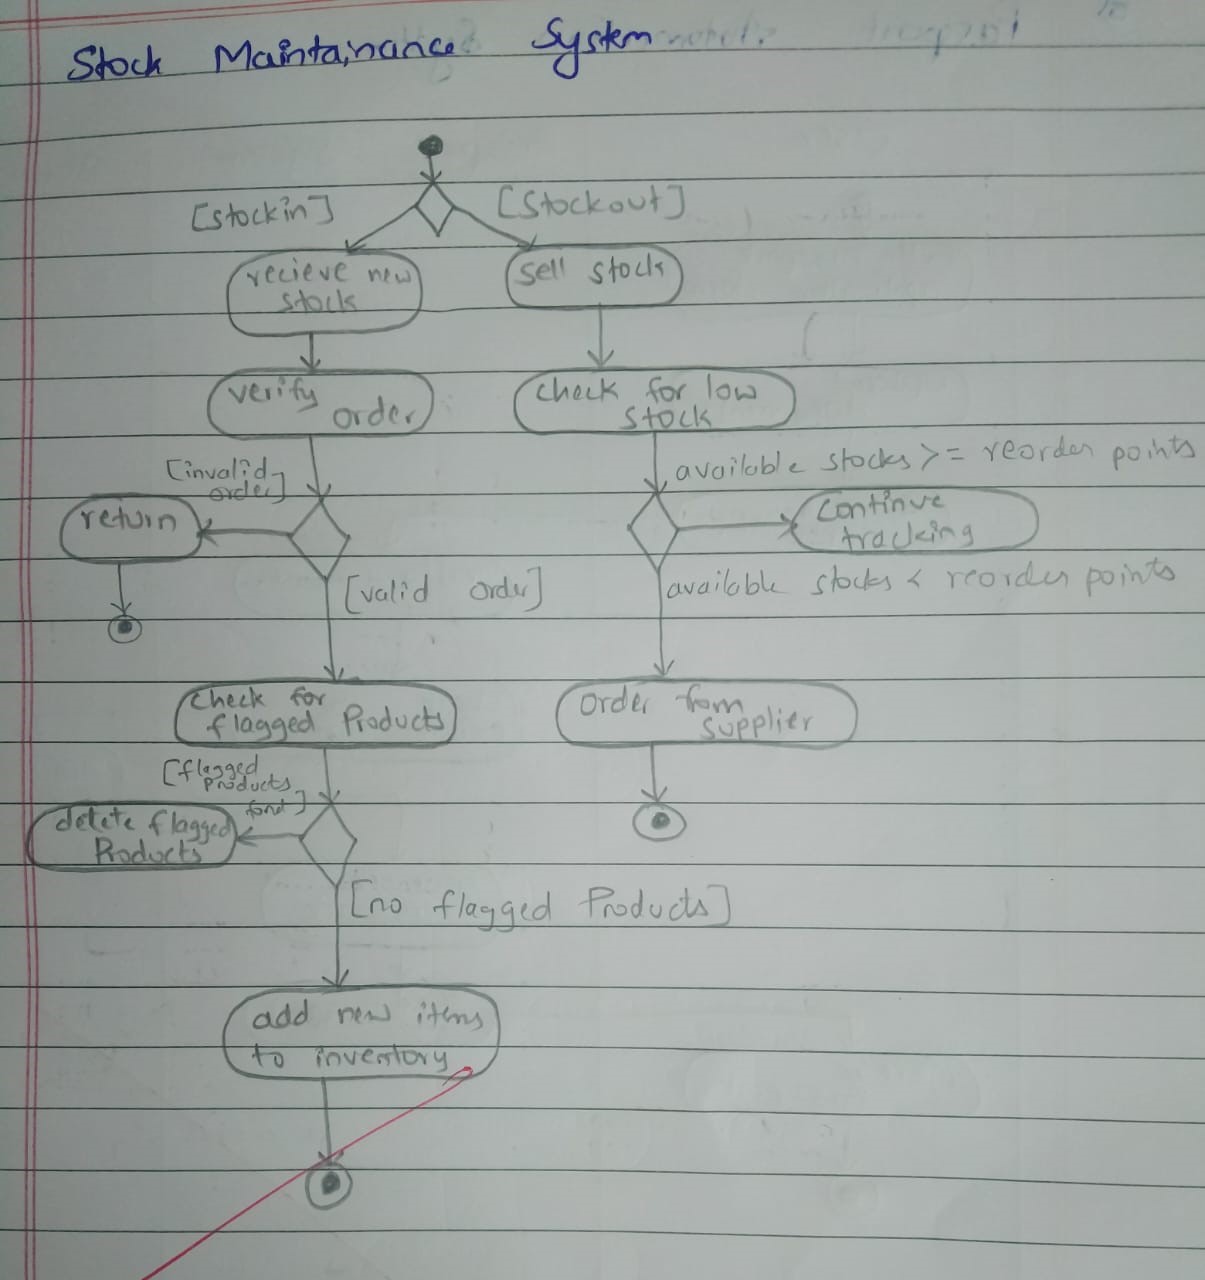 Stock Maintainance System
[stockin]
[Stockout]
recieve new
stock
sell stock
verify
order
check for low
stock
[invalid
order]
available stocks >= reorder points
return
Continue
tracking
[valid order]
available stocks < reorder points
check for
flagged Products
Order from
supplier
[flagged
Products
fond]
delete flagged
Products
[no flagged Products]
add new items
to inventory